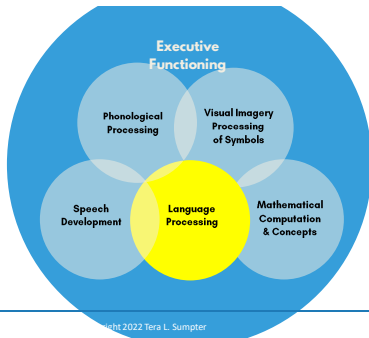 Executive
Functioning
Phonological
Processing
Visual Imagery
Processing
of Symbols
Speech
Development
Language
Processing
Mathematical
Computation
& Concepts
right 2022 Tera L. Sumpter